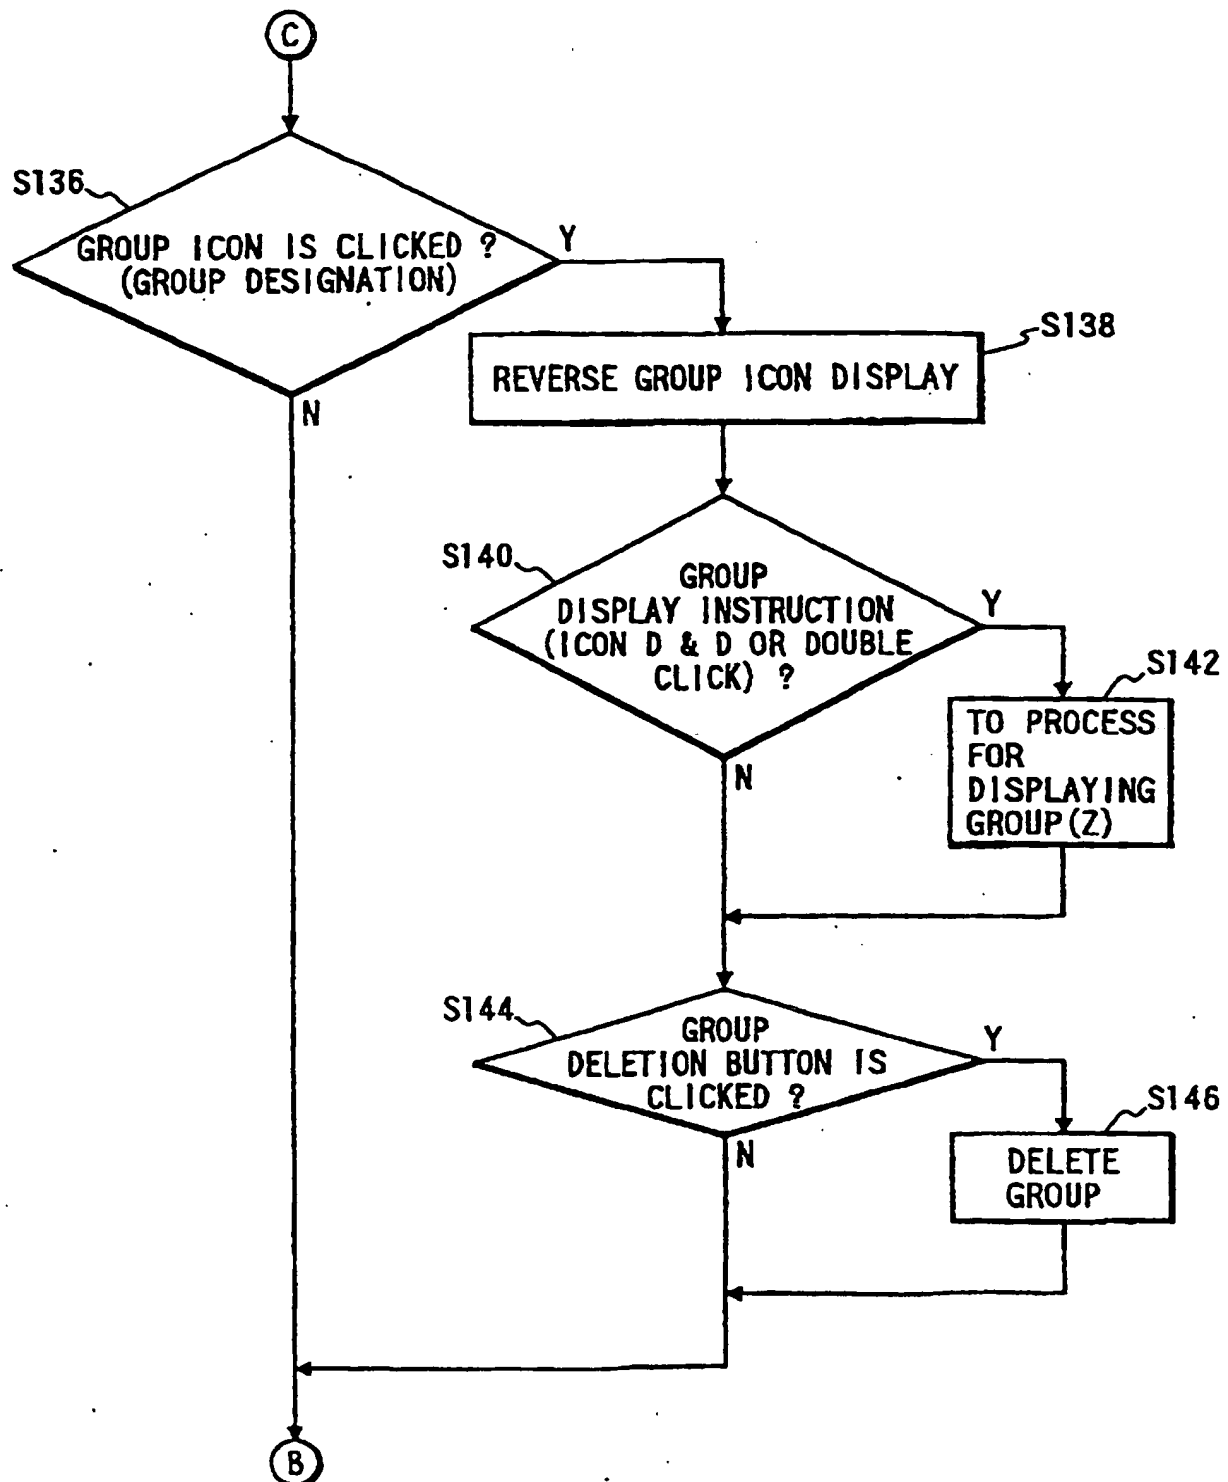 C
S136
GROUP ICON IS CLICKED ?
(GROUP DESIGNATION)
Y
N
S138
REVERSE GROUP ICON DISPLAY
S140
GROUP
DISPLAY INSTRUCTION
(ICON D & D OR DOUBLE
CLICK) ?
Y
N
S142
TO PROCESS
FOR
DISPLAYING
GROUP(Z)
S144
GROUP
DELETION BUTTON IS
CLICKED ?
Y
N
S146
DELETE
GROUP
B